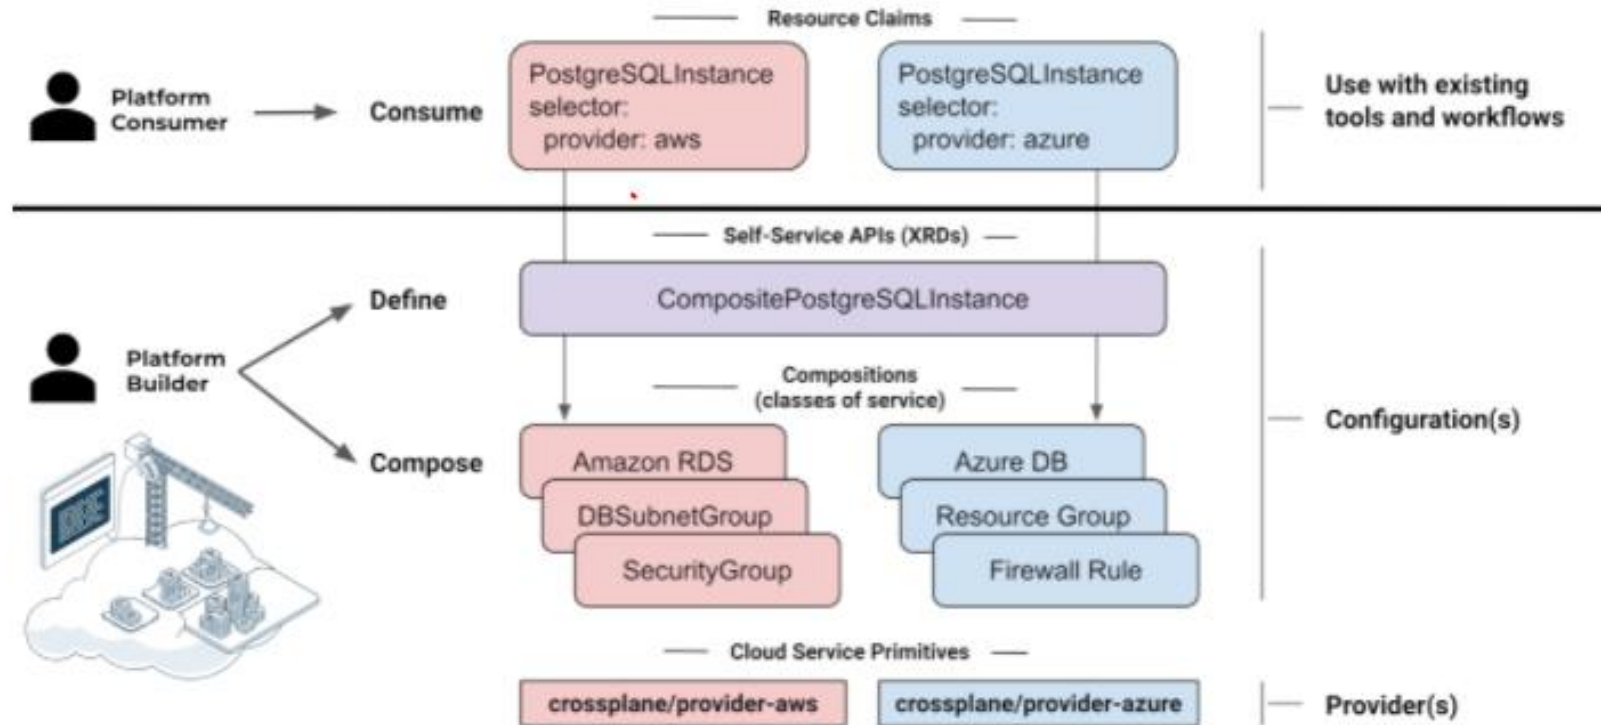 Resource Claims
Platform
Consumer
Consume
PostgreSQLInstance
selector:
provider: aws
PostgreSQLInstance
selector:
provider: azure
Use with existing
tools and workflows
Self-Service APIs (XRDs)
Define
CompositePostgreSQLInstance
Platform
Builder
Compositions
(classes of service)
Configuration(s)
Compose
Amazon RDS
DBSubnetGroup
SecurityGroup
Azure DB
Resource Group
Firewall Rule
Cloud Service Primitives
crossplane/provider-aws
crossplane/provider-azure
Provider(s)